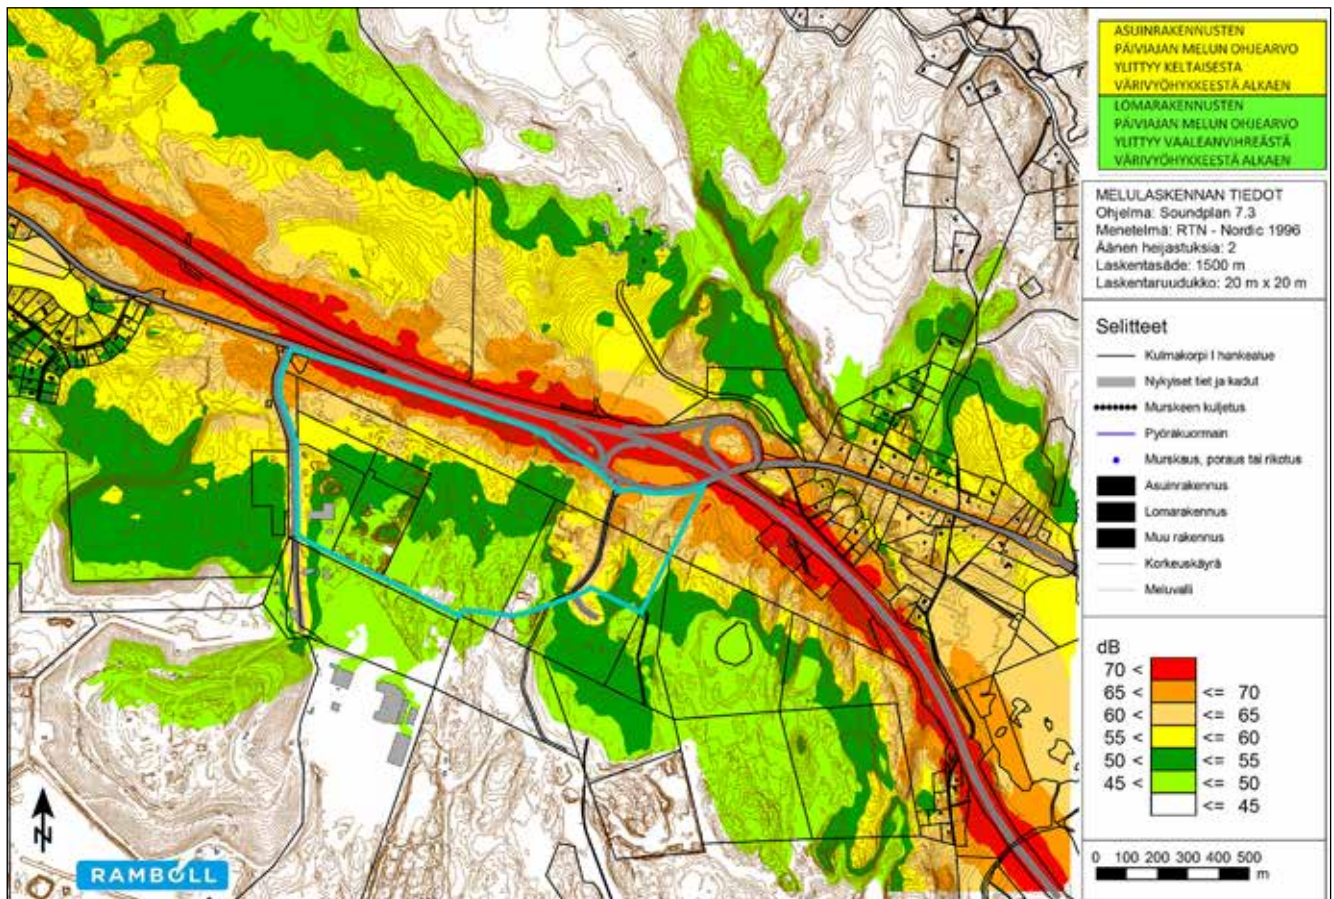 ASUINRAKENNUSTEN
PÄIVIAJAN MELUN OHJEARVO
YLITTYY KELTAISESTA
VÄRIVYÖHYKKEESTÄ ALKAEN
LOMARAKENNUSTEN
PÄIVIAJAN MELUN OHJEARVO
YLITTYY VAALEANVIHREÄSTÄ
VÄRIVYÖHYKKEESTÄ ALKAEN
MELULASKENNAN TIEDOT
Ohjelma: Soundplan 7.3
Menetelmä: RTN - Nordic 1996
Äänen heijastuksia: 2
Laskentasäde: 1500 m
Laskentaruudukko: 20 m x 20 m
Selitteet
Kulmakorpi I hankealue
Nykyiset tiet ja kadut
Murskeen kuljetus
Pyöräkuormain
Murskaus, poraus tai rikotus
Asuinrakennus
Lomarakennus
Muu rakennus
Korkeuskäyrä
Meluvalli
dB
70 <
65 < <= 70
60 < <= 65
55 < <= 60
50 < <= 55
45 < <= 50
<= 45
0 100 200 300 400 500
m
N
RAMBOLL